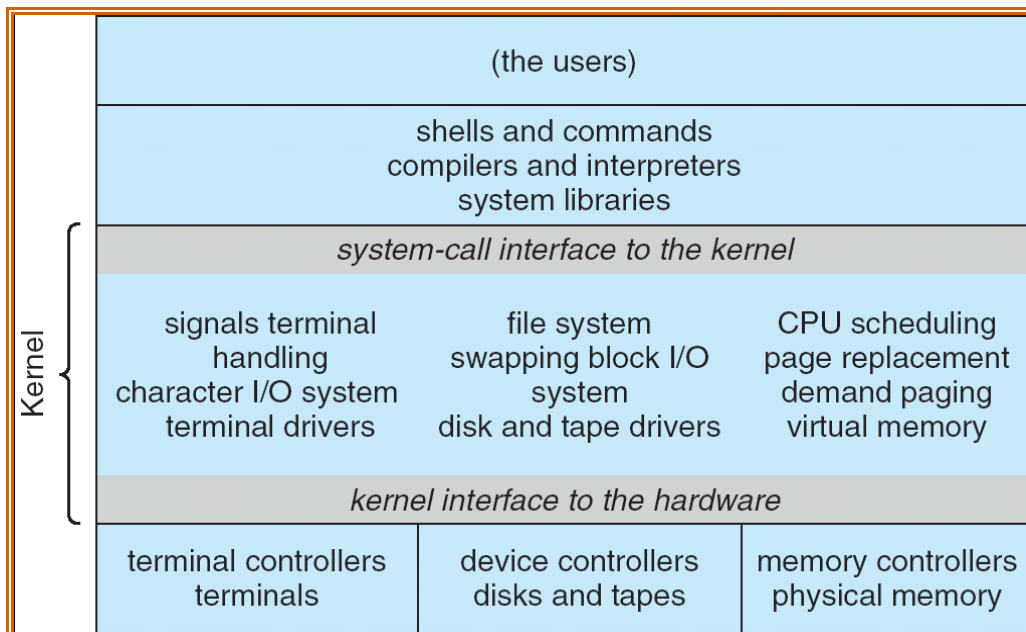 (the users)
shells and commands
compilers and interpreters
system libraries
system-call interface to the kernel
Kernel
signals terminal
handling
character I/O system
terminal drivers
file system
swapping block I/O
system
disk and tape drivers
CPU scheduling
page replacement
demand paging
virtual memory
kernel interface to the hardware
terminal controllers
terminals
device controllers
disks and tapes
memory controllers
physical memory